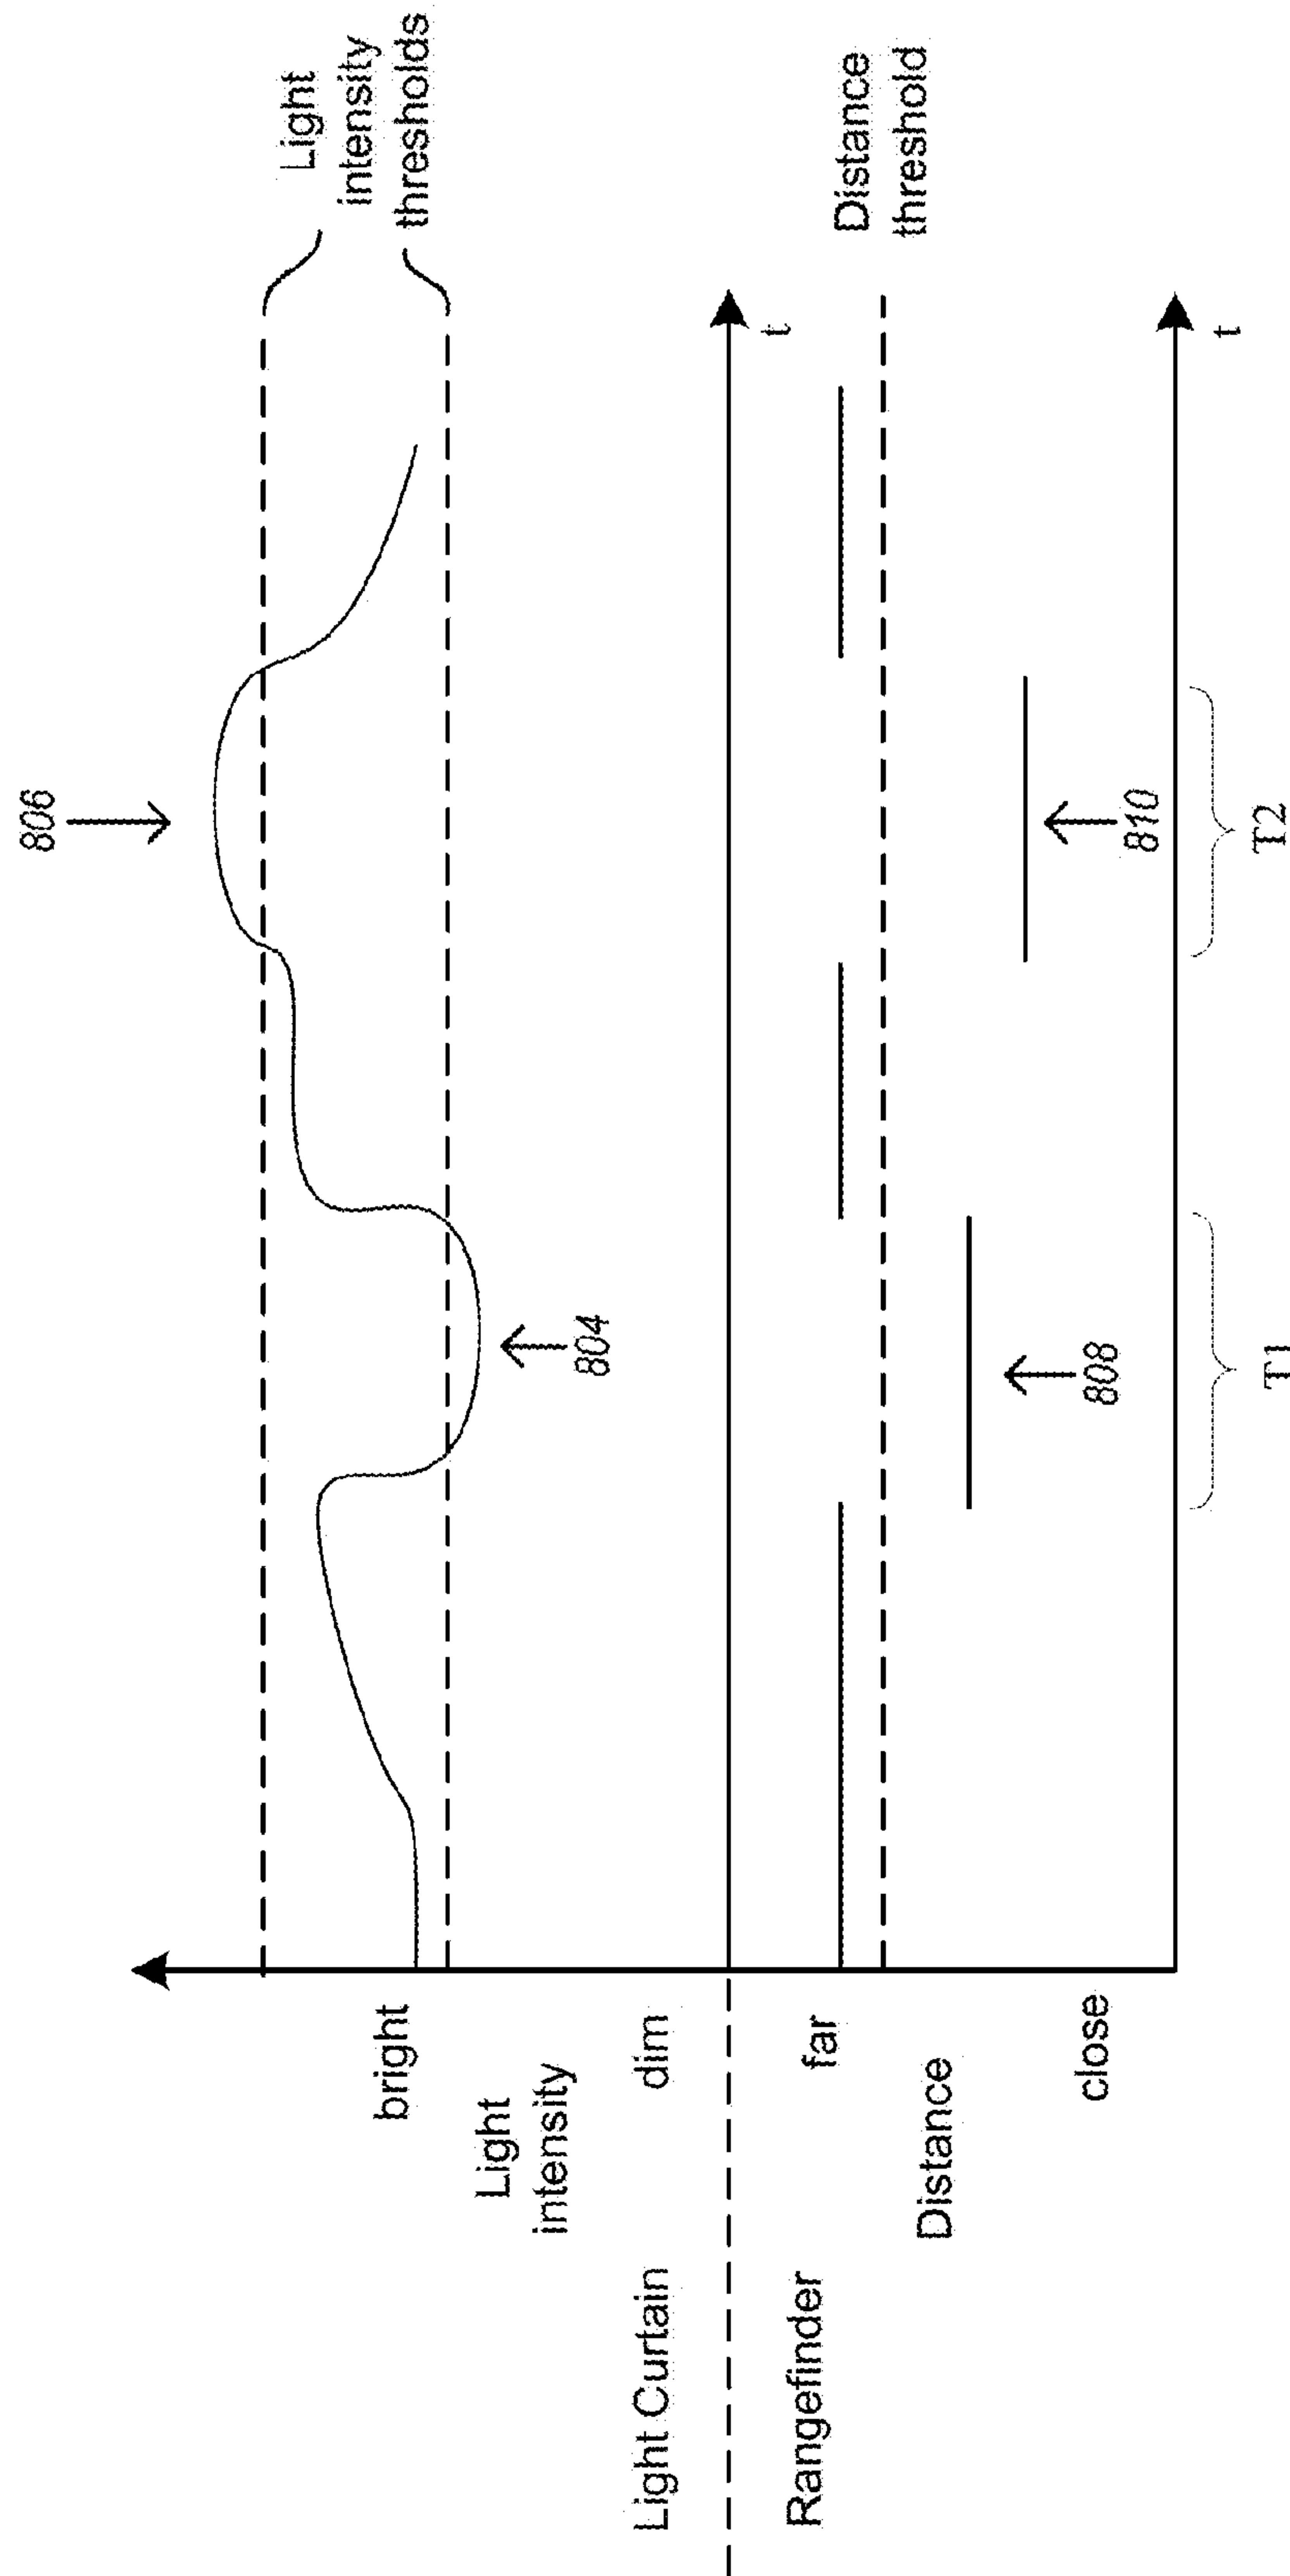 806
Light
intensity
thresholds
bright
Light
intensity
804
dim
Light Curtain
t
Rangefinder
far
Distance
threshold
Distance
808
810
close
t
T1
T2